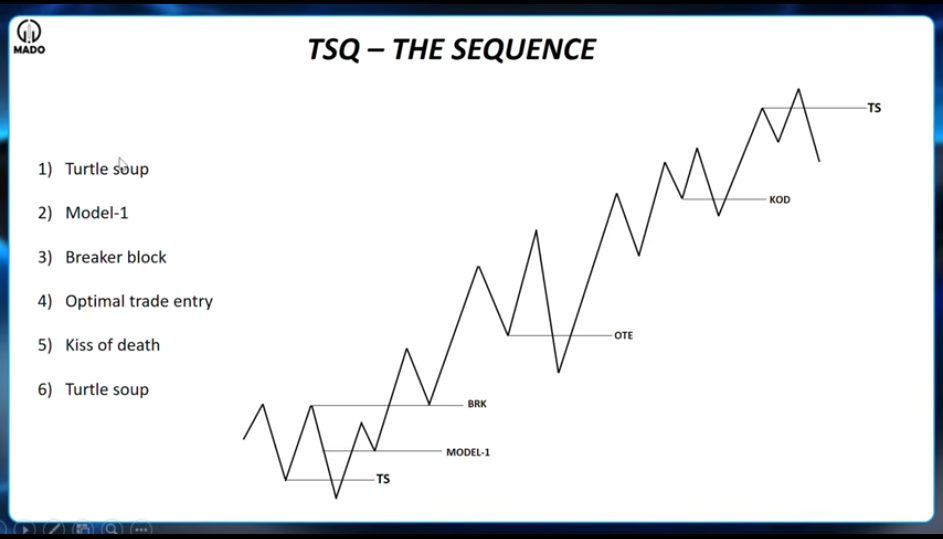 MADO
TSQ – THE SEQUENCE
1) Turtle soup
2) Model-1
3) Breaker block
4) Optimal trade entry
5) Kiss of death
6) Turtle soup
TS
KOD
OTE
BRK
MODEL-1
TS